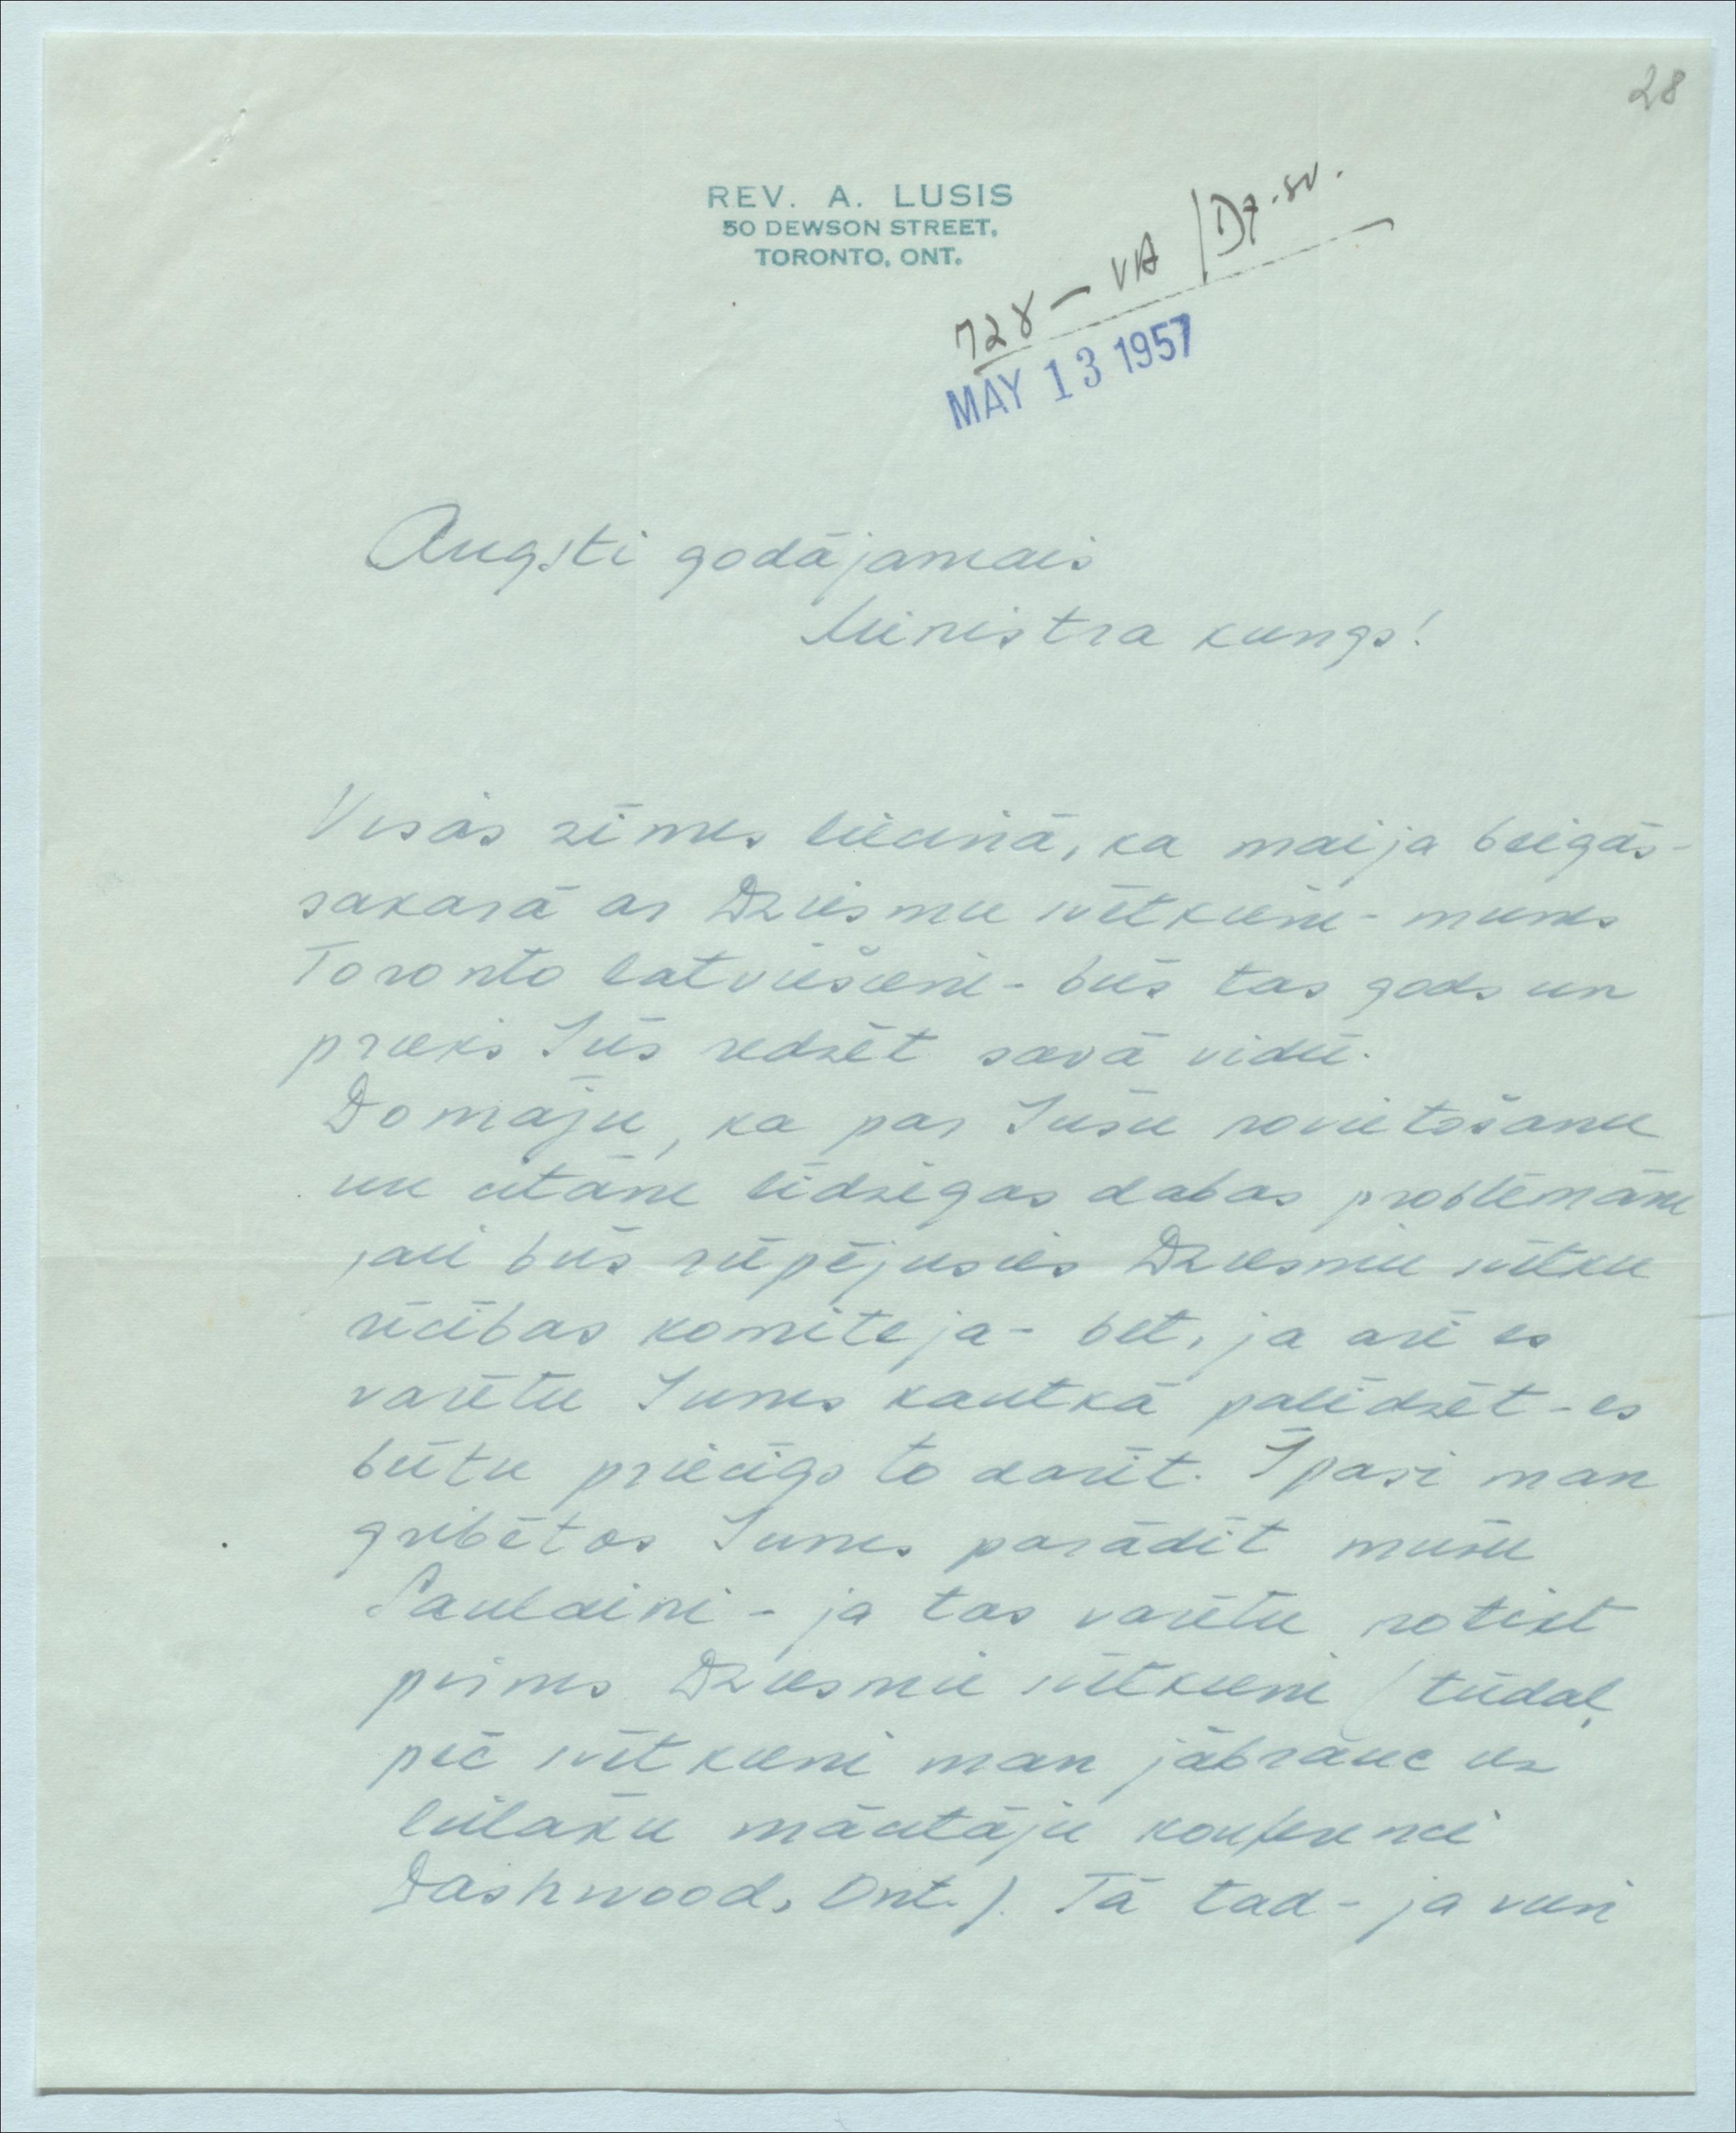 28
REV. A. LUSIS
50 DEWSON STREET,
TORONTO, ONT.
728 – VA / Dz. sv.
MAY 13 1957
Augsti godājamais
Ministra kungs!
Visas zīmes liecina, ka maija beigās -
sakarā ar Dziesmu svētkiem - mums
Toronto latviešiem - būs tas gods un
prieks Jūs redzēt savā vidū.
Domāju, ka par Jūsu novietošanu
un citām līdzīgas dabas problēmām
jau būs rūpējusies Dziesmu svētku
rīcības komiteja - bet, ja arī es
varētu Jums kautkā palīdzēt - es
būtu priecīgs to darīt. Īpaši man
gribētos Jums parādīt mūsu
Saulaini - ja tas varētu notikt
pirms Dziesmu svētkiem (tūdaļ
pēc svētkiem man jābrauc uz
lielāku mācītāju konferenci
Dashwood, Ont.). Tā tad - ja vien